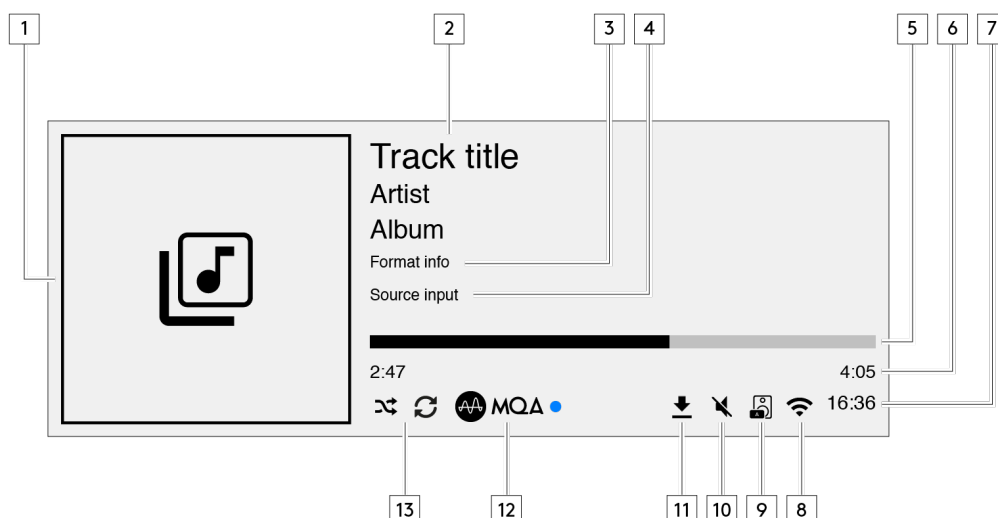 1 2 3 4 5 6 7
Track title
Artist
Album
Format info
Source input
2:47 4:05
MQA 16:36
A
13 12 11 10 9 8